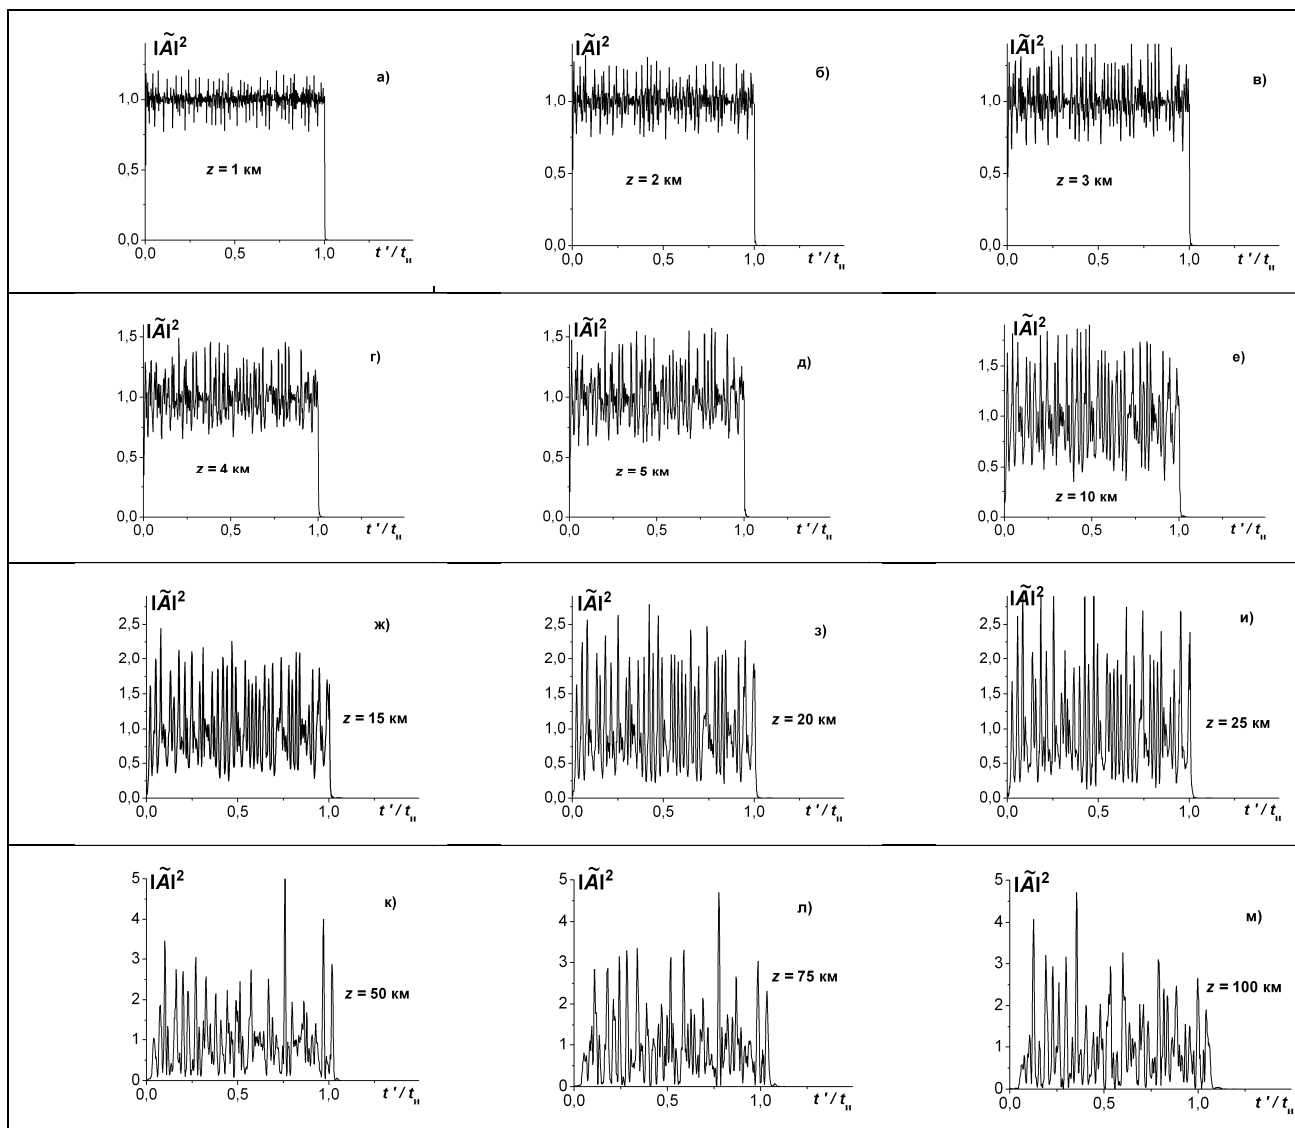 |Ã|²
а)
1,0
z = 1 км
0,5
0,0
0,0 0,5 1,0 t '/ tи
|Ã|²
б)
1,0
z = 2 км
0,5
0,0
0,0 0,5 1,0 t '/ tи
|Ã|²
в)
1,0
z = 3 км
0,5
0,0
0,0 0,5 1,0 t '/ tи
1,5 |Ã|²
г)
1,0
z = 4 км
0,5
0,0
0,0 0,5 1,0 t '/ tи
1,5 |Ã|²
д)
1,0
z = 5 км
0,5
0,0
0,0 0,5 1,0 t '/ tи
|Ã|²
е)
1,5
1,0
z = 10 км
0,5
0,0
0,0 0,5 1,0 t '/ tи
|Ã|²
ж)
2,5
2,0
1,5
z = 15 км
1,0
0,5
0,0
0,0 0,5 1,0 t '/ tи
|Ã|²
з)
2,5
2,0
1,5
z = 20 км
1,0
0,5
0,0
0,0 0,5 1,0 t '/ tи
|Ã|²
и)
2,5
2,0
1,5
z = 25 км
1,0
0,5
0,0
0,0 0,5 1,0 t '/ tи
5 |Ã|²
к)
4
3
z = 50 км
2
1
0
0,0 0,5 1,0 t '/ tи
5 |Ã|²
л)
4
3
z = 75 км
2
1
0
0,0 0,5 1,0 t '/ tи
5 |Ã|²
м)
4
3
z = 100 км
2
1
0
0,0 0,5 1,0 t '/ tи